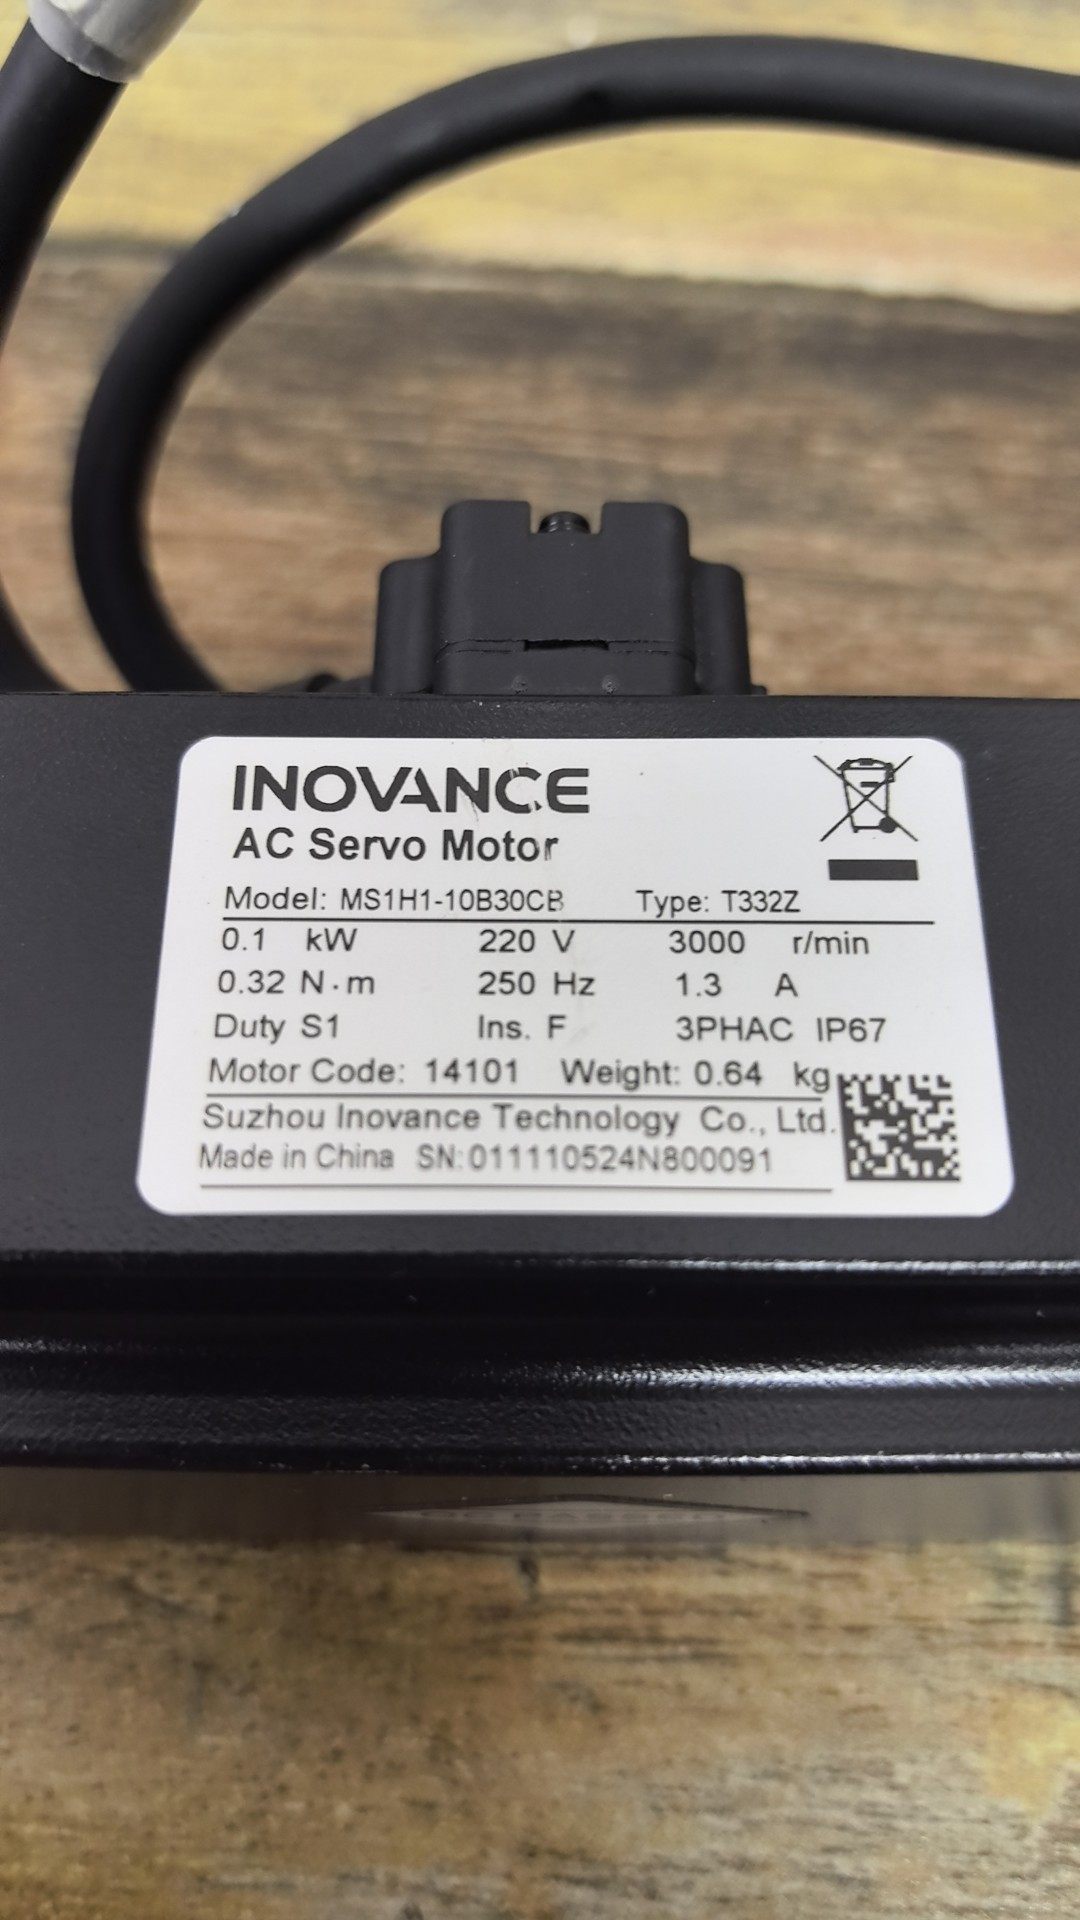 INOVANCE
AC Servo Motor
Model: MS1H1-10B30CB Type: T332Z
0.1 kW 220 V 3000 r/min
0.32 N·m 250 Hz 1.3 A
Duty S1 Ins. F 3PHAC IP67
Motor Code: 14101 Weight: 0.64 kg
Suzhou Inovance Technology Co., Ltd.
Made in China SN:011110524N800091